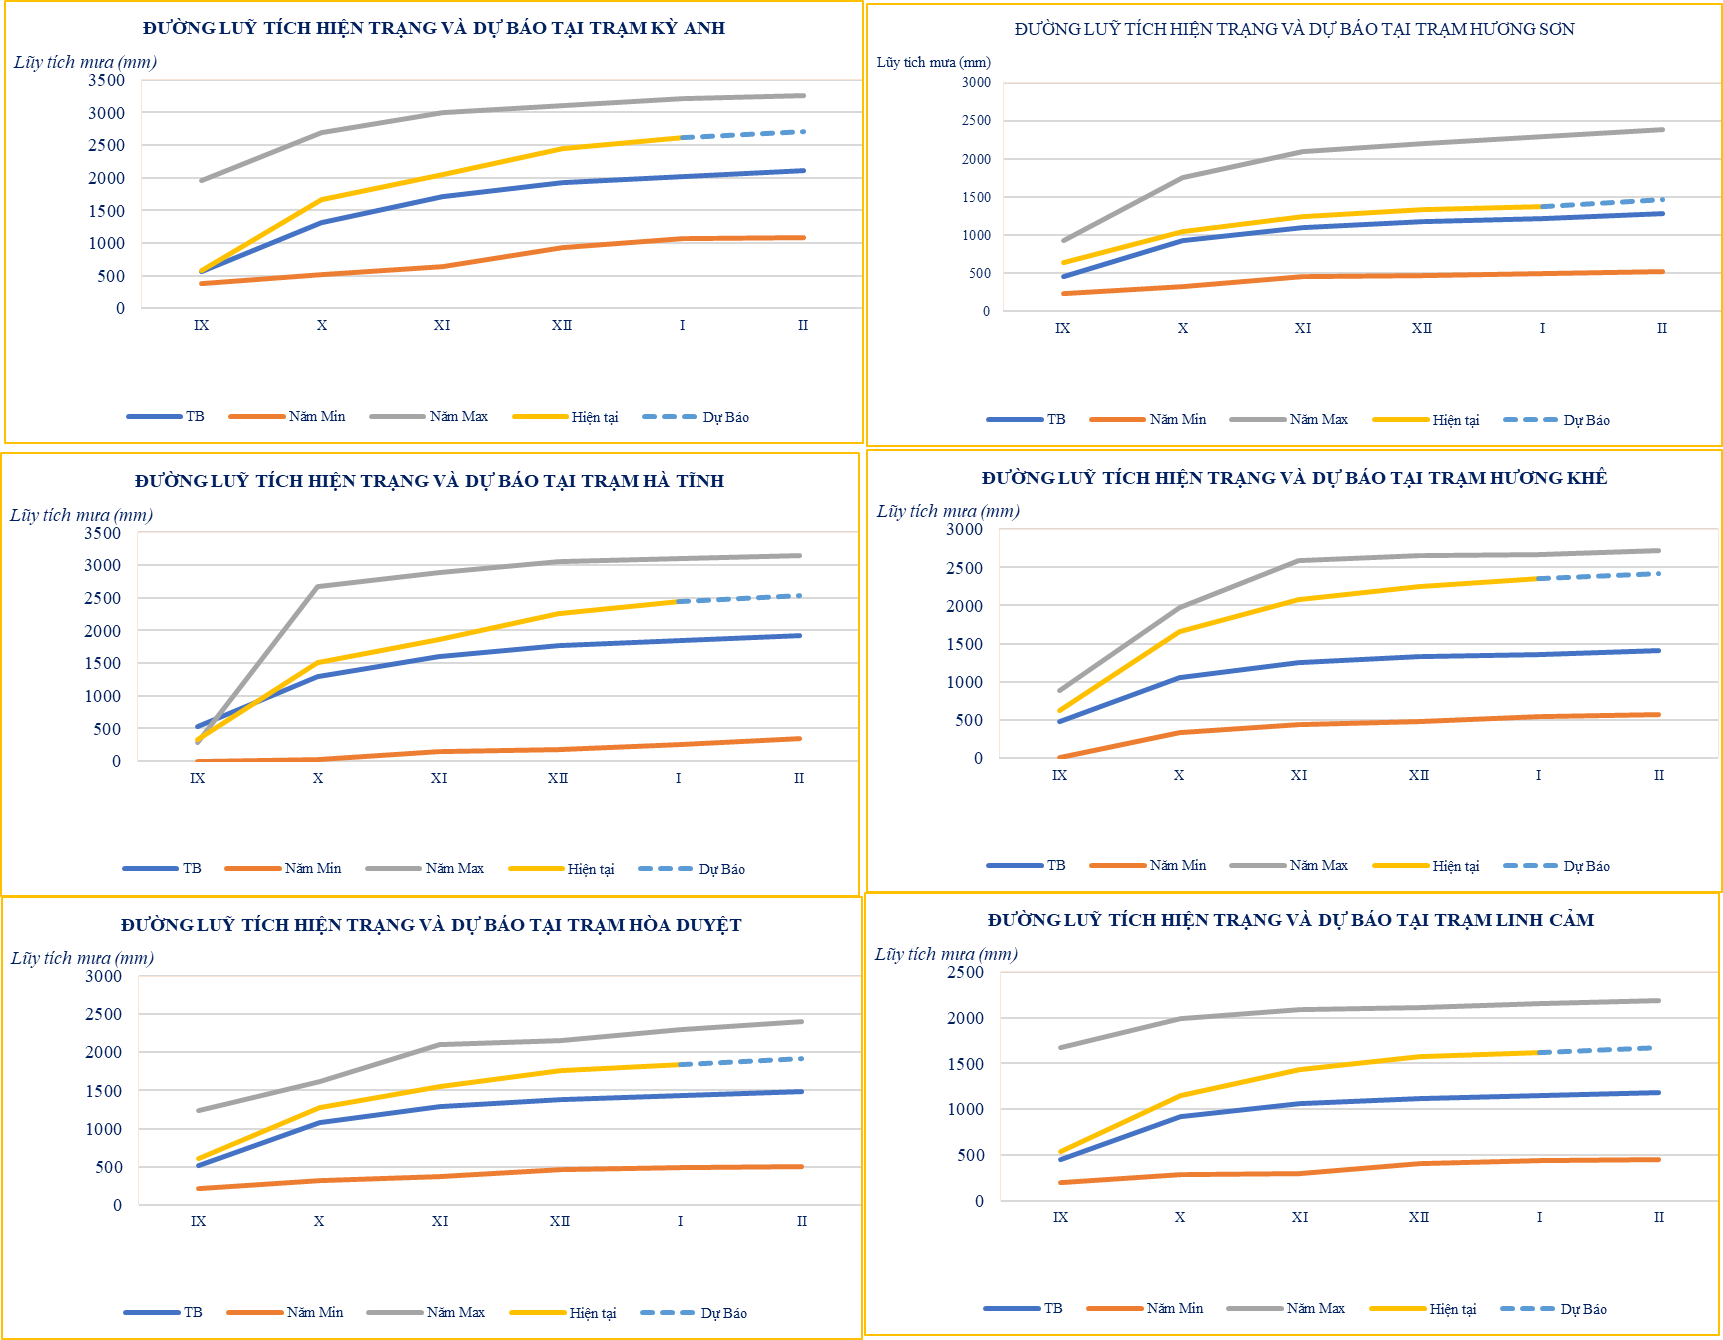 ĐƯỜNG LUỸ TÍCH HIỆN TRẠNG VÀ DỰ BÁO TẠI TRẠM KỲ ANH
Lũy tích mưa (mm)
3500
3000
2500
2000
1500
1000
500
0
IX X XI XII I II
TB Năm Min Năm Max Hiện tại Dự Báo
ĐƯỜNG LUỸ TÍCH HIỆN TRẠNG VÀ DỰ BÁO TẠI TRẠM HƯƠNG SƠN
Lũy tích mưa (mm)
3000
2500
2000
1500
1000
500
0
IX X XI XII I II
TB Năm Min Năm Max Hiện tại Dự Báo
ĐƯỜNG LUỸ TÍCH HIỆN TRẠNG VÀ DỰ BÁO TẠI TRẠM HÀ TĨNH
Lũy tích mưa (mm)
3500
3000
2500
2000
1500
1000
500
0
IX X XI XII I II
TB Năm Min Năm Max Hiện tại Dự Báo
ĐƯỜNG LUỸ TÍCH HIỆN TRẠNG VÀ DỰ BÁO TẠI TRẠM HƯƠNG KHÊ
Lũy tích mưa (mm)
3000
2500
2000
1500
1000
500
0
IX X XI XII I II
TB Năm Min Năm Max Hiện tại Dự Báo
ĐƯỜNG LUỸ TÍCH HIỆN TRẠNG VÀ DỰ BÁO TẠI TRẠM HÒA DUYỆT
Lũy tích mưa (mm)
3000
2500
2000
1500
1000
500
0
IX X XI XII I II
TB Năm Min Năm Max Hiện tại Dự Báo
ĐƯỜNG LUỸ TÍCH HIỆN TRẠNG VÀ DỰ BÁO TẠI TRẠM LINH CẢM
Lũy tích mưa (mm)
2500
2000
1500
1000
500
0
IX X XI XII I II
TB Năm Min Năm Max Hiện tại Dự Báo